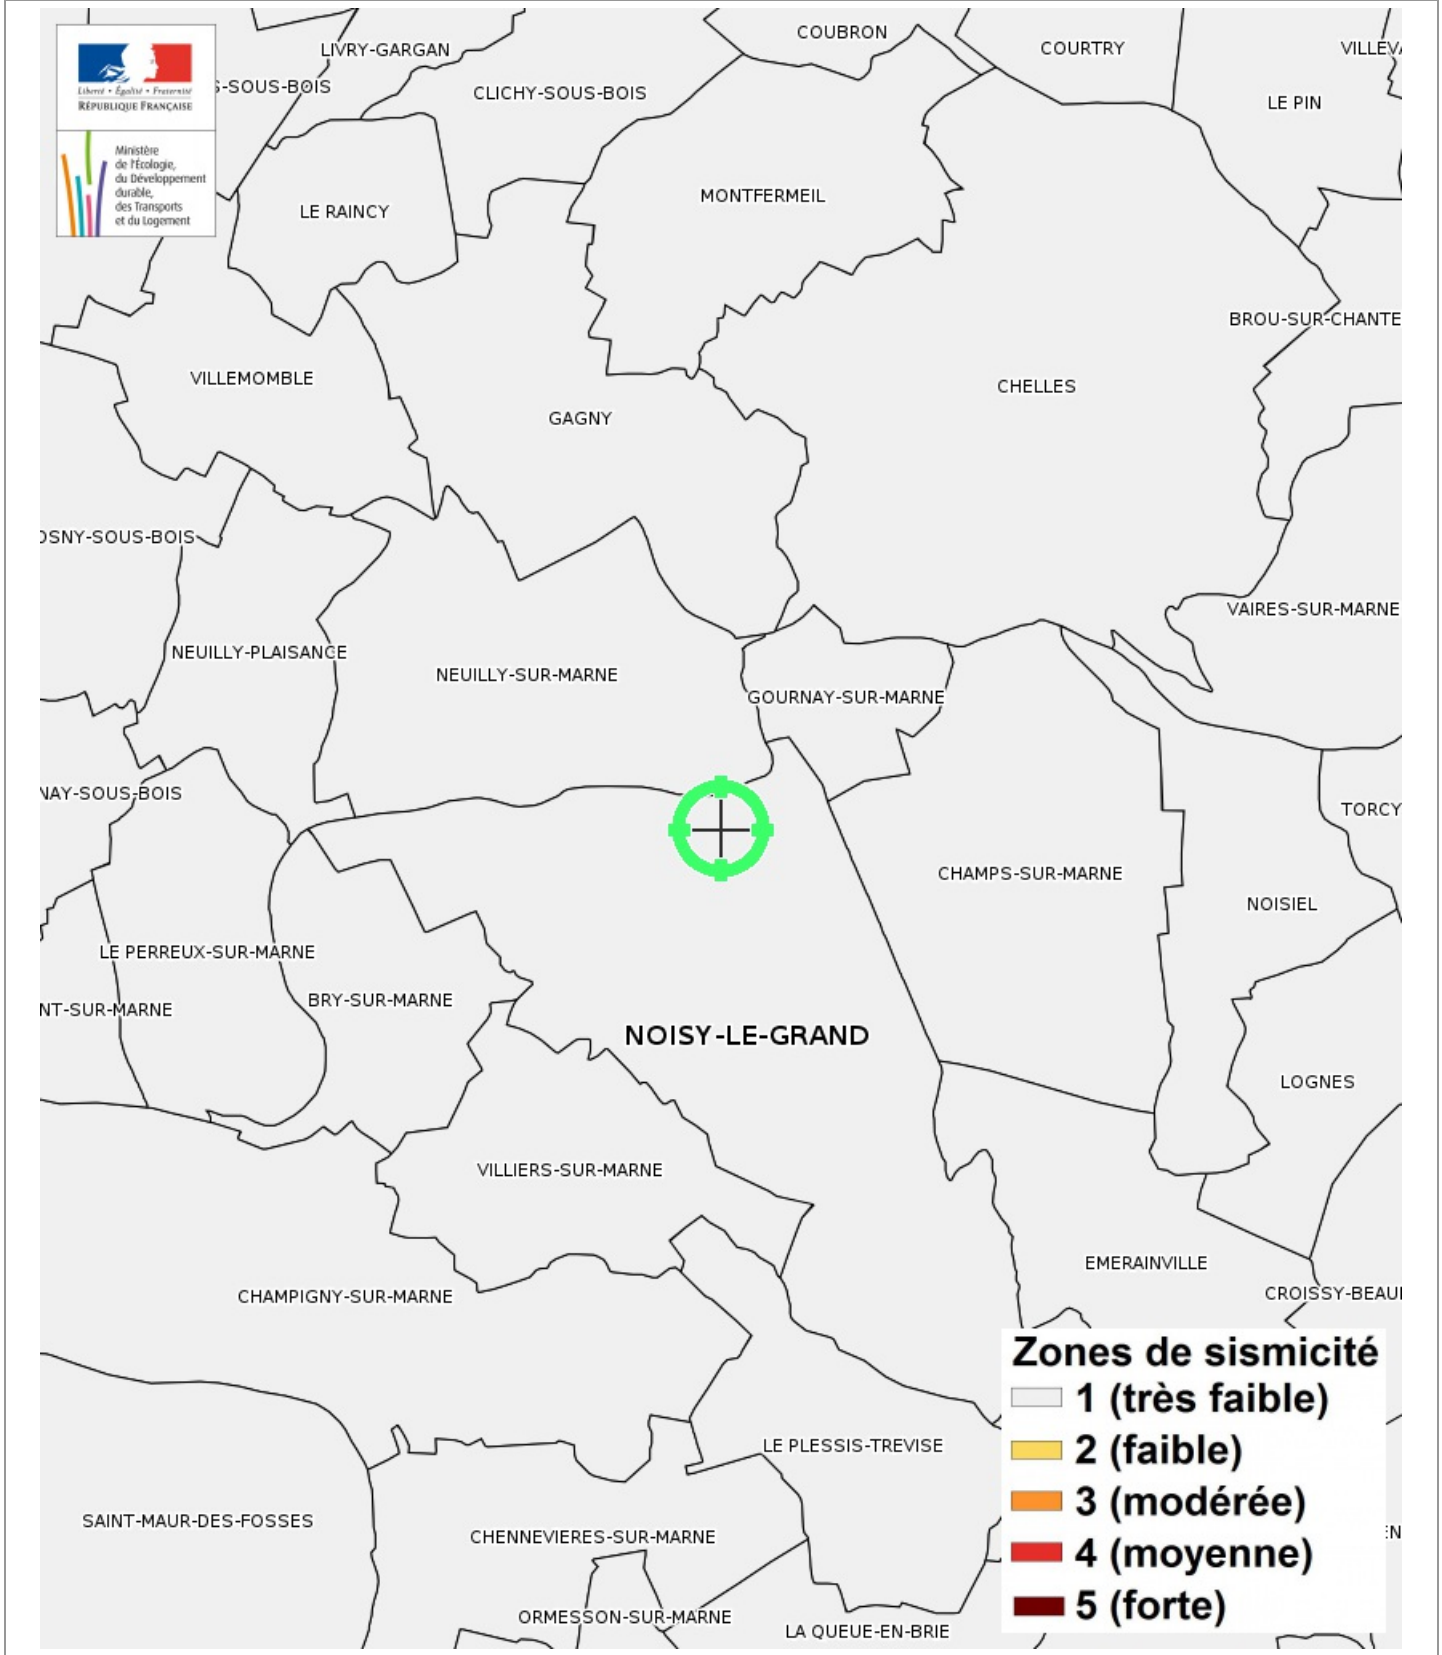 LIVRY-GARGAN
COUBRON
COURTRY
VILLEVA
S-SOUS-BOIS
CLICHY-SOUS-BOIS
LE PIN
Liberté • Égalité • Fraternité
RÉPUBLIQUE FRANÇAISE
Ministère
de l'Écologie,
du Développement
durable,
des Transports
et du Logement
LE RAINCY
MONTFERMEIL
BROU-SUR-CHANTE
VILLEMOMBLE
CHELLES
GAGNY
OSNY-SOUS-BOIS
VAIRES-SUR-MARNE
NEUILLY-PLAISANCE
NEUILLY-SUR-MARNE
GOURNAY-SUR-MARNE
NAY-SOUS-BOIS
TORCY
CHAMPS-SUR-MARNE
NOISIEL
LE PERREUX-SUR-MARNE
BRY-SUR-MARNE
NT-SUR-MARNE
NOISY-LE-GRAND
LOGNES
VILLIERS-SUR-MARNE
EMERAINVILLE
CHAMPIGNY-SUR-MARNE
CROISSY-BEAU
Zones de sismicité
1 (très faible)
2 (faible)
3 (modérée)
4 (moyenne)
5 (forte)
LE PLESSIS-TREVISE
SAINT-MAUR-DES-FOSSES
CHENNEVIERES-SUR-MARNE
EN
ORMESSON-SUR-MARNE
LA QUEUE-EN-BRIE